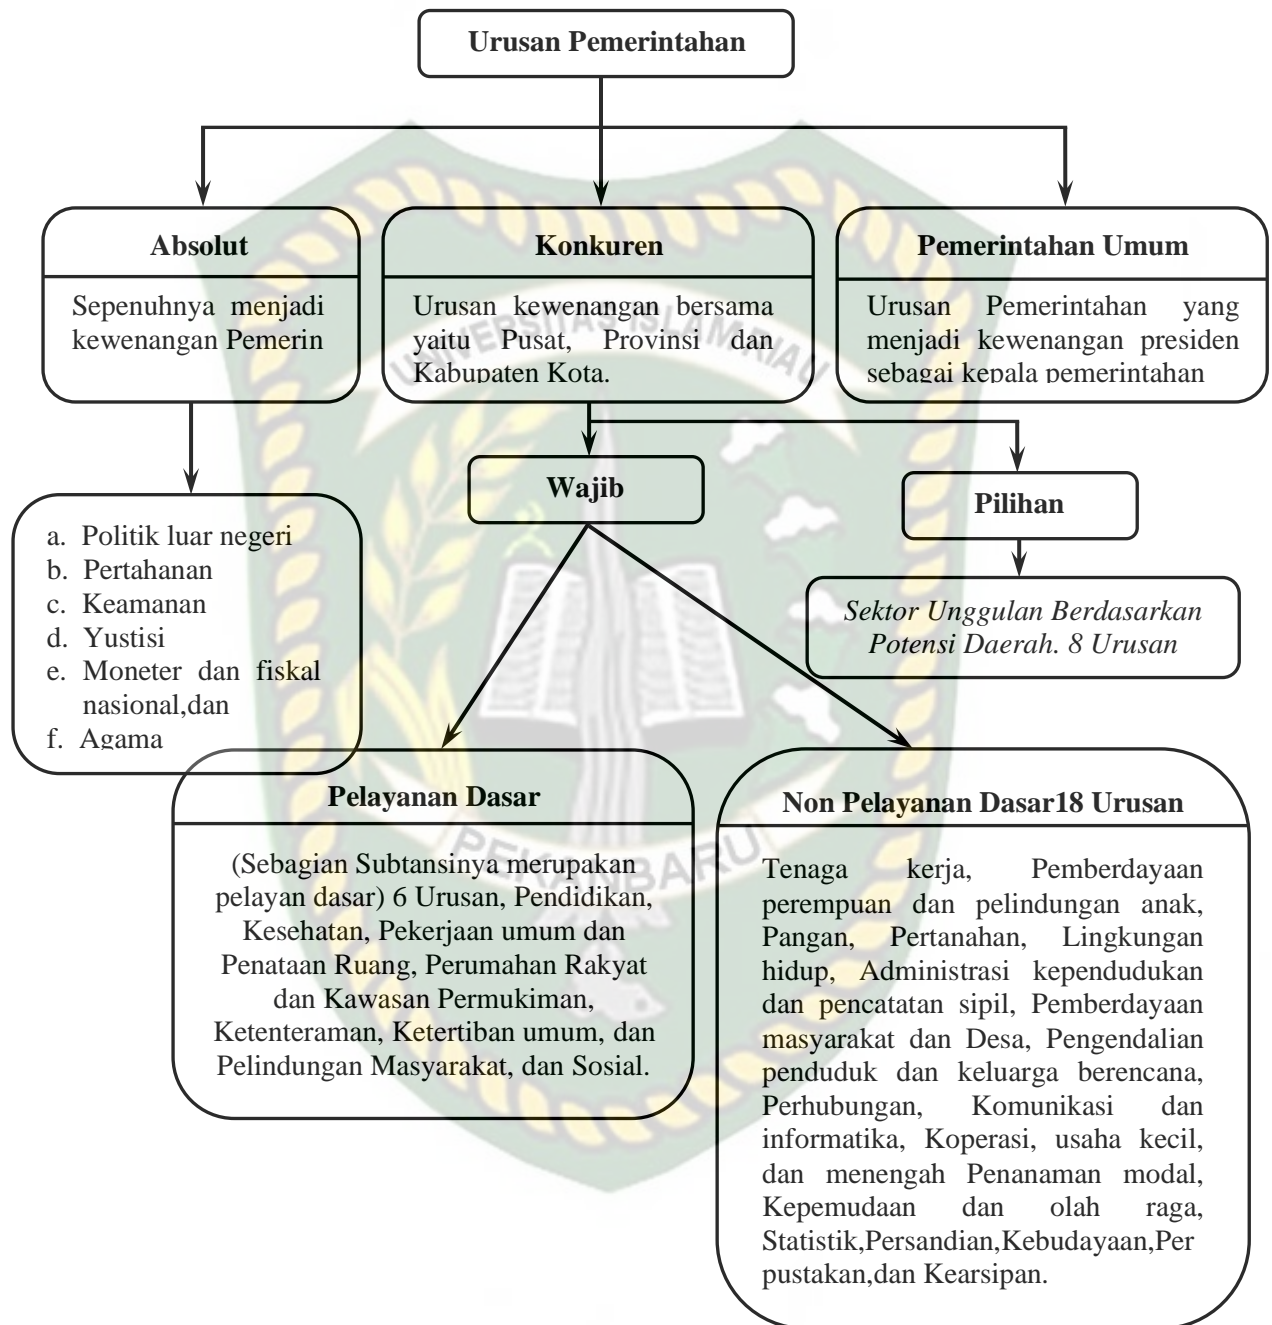 Urusan Pemerintahan
Absolut
Sepenuhnya menjadi
kewenangan Pemerin
Konkuren
Urusan kewenangan bersama
yaitu Pusat, Provinsi dan
Kabupaten Kota.
Pemerintahan Umum
Urusan Pemerintahan yang
menjadi kewenangan presiden
sebagai kepala pemerintahan
UNIVERSITAS ISLAM RIAU
Wajib
Pilihan
a. Politik luar negeri
b. Pertahanan
c. Keamanan
d. Yustisi
e. Moneter dan fiskal
nasional,dan
f. Agama
Sektor Unggulan Berdasarkan
Potensi Daerah. 8 Urusan
Pelayanan Dasar
(Sebagian Subtansinya merupakan
pelayan dasar) 6 Urusan, Pendidikan,
Kesehatan, Pekerjaan umum dan
Penataan Ruang, Perumahan Rakyat
dan Kawasan Permukiman,
Ketenteraman, Ketertiban umum, dan
Pelindungan Masyarakat, dan Sosial.
PEKANBARU
Non Pelayanan Dasar18 Urusan
Tenaga kerja, Pemberdayaan
perempuan dan pelindungan anak,
Pangan, Pertanahan, Lingkungan
hidup, Administrasi kependudukan
dan pencatatan sipil, Pemberdayaan
masyarakat dan Desa, Pengendalian
penduduk dan keluarga berencana,
Perhubungan, Komunikasi dan
informatika, Koperasi, usaha kecil,
dan menengah Penanaman modal,
Kepemudaan dan olah raga,
Statistik,Persandian,Kebudayaan,Per
pustakan,dan Kearsipan.